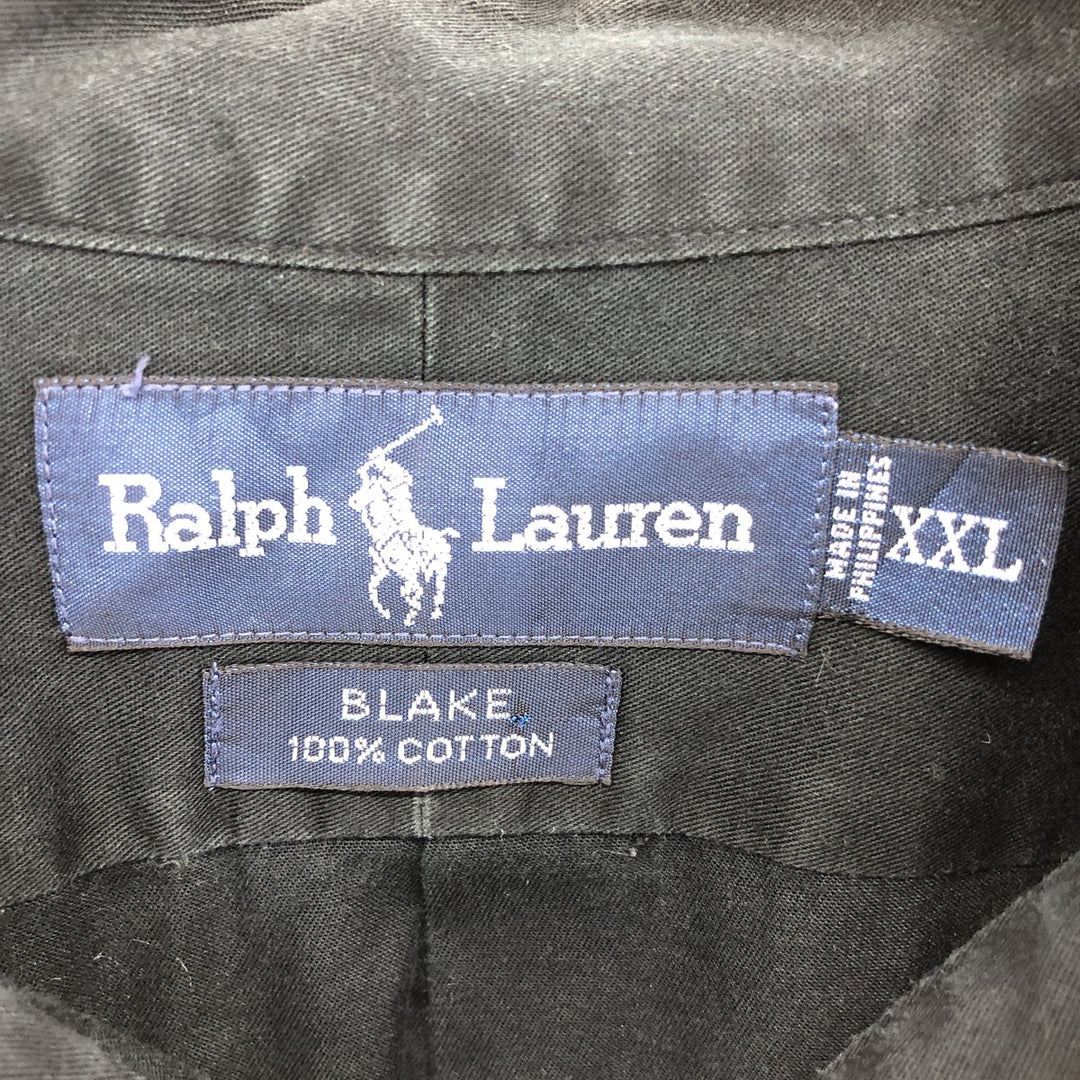 Ralph Lauren
MADE IN
PHILIPPINES
XXL
BLAKE
100% COTTON